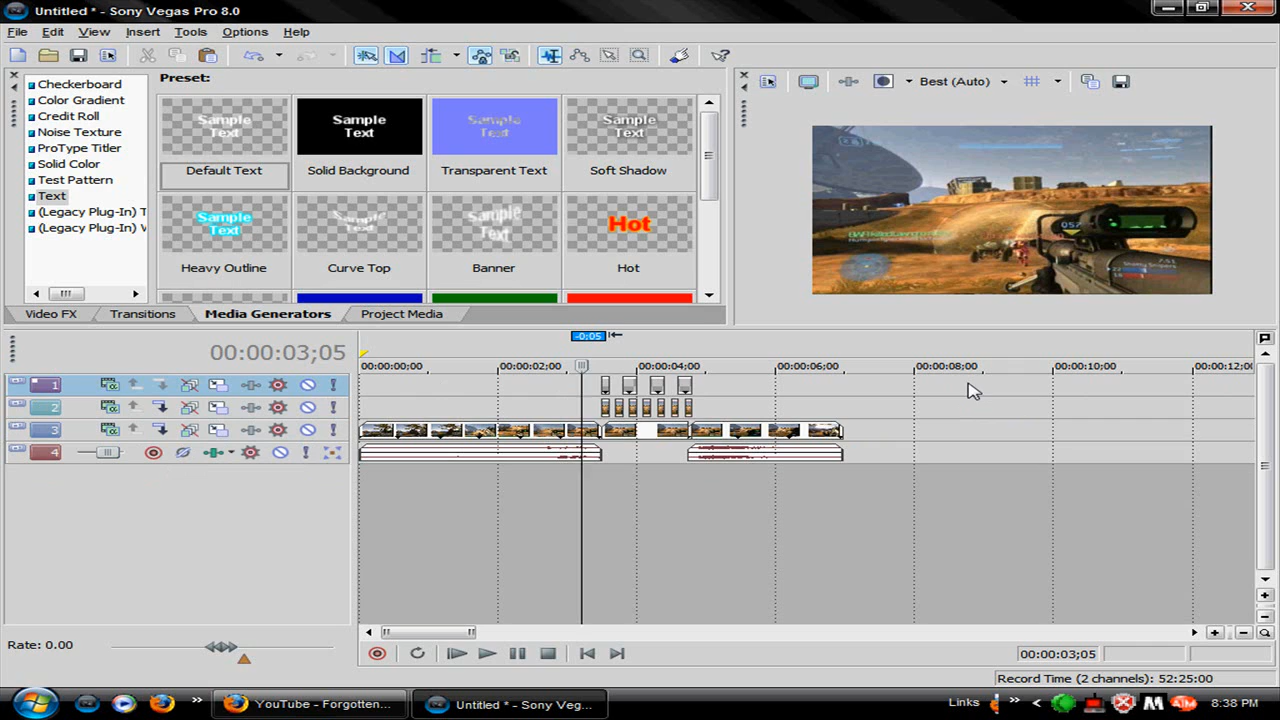 Untitled * - Sony Vegas Pro 8.0
File Edit View Insert Tools Options Help
Checkerboard
Color Gradient
Credit Roll
Noise Texture
ProType Titler
Solid Color
Test Pattern
Text
(Legacy Plug-In) T
(Legacy Plug-In)
Preset:
Sample Text
Sample Text
Sample Text
Sample Text
Default Text Solid Background Transparent Text Soft Shadow
Sample Text
Sample Text
Sample Text
Hot
Heavy Outline Curve Top Banner Hot
Video FX Transitions Media Generators Project Media
Best (Auto)
-0:05
00:00:03;05
00:00:00;00 00:00:02;00 00:00:04;00 00:00:06;00 00:00:08;00 00:00:10;00 00:00:12;0
1
2
3
4
Rate: 0.00
00:00:03;05
Record Time (2 channels): 52:25:00
YouTube - Forgotten... Untitled * - Sony Veg... Links AIM 8:38 PM